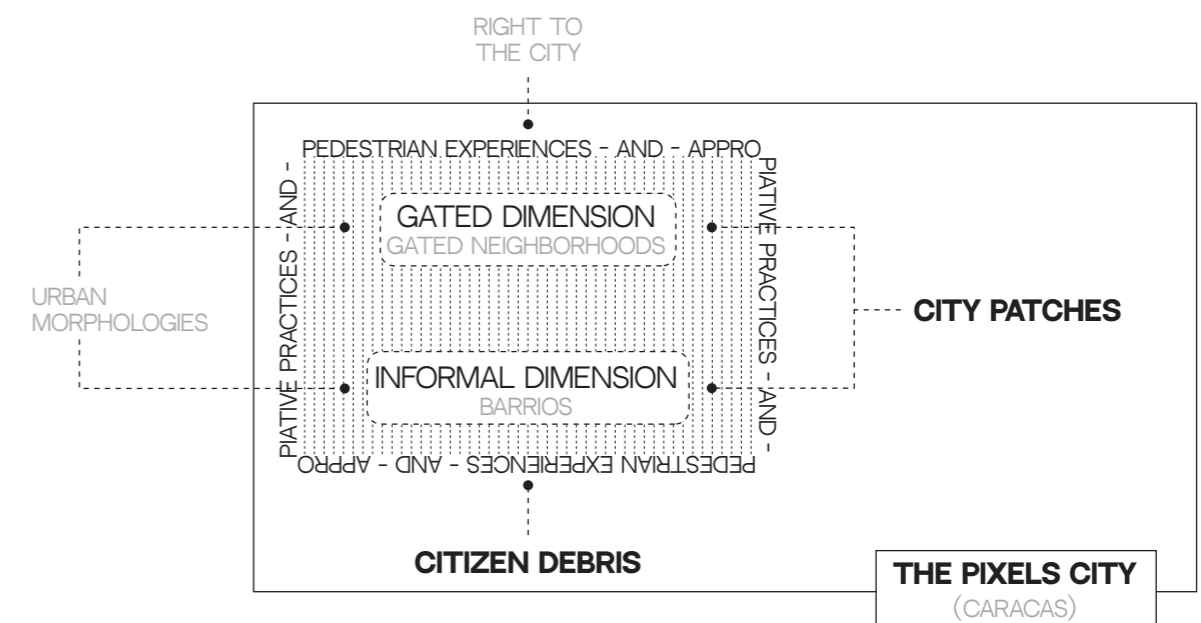 RIGHT TO
THE CITY
PEDESTRIAN EXPERIENCES - AND - APPRO
PIATIVE PRACTICES - AND -
PEDESTRIAN EXPERIENCES - AND - APPRO
PIATIVE PRACTICES - AND -
GATED DIMENSION
GATED NEIGHBORHOODS
URBAN
MORPHOLOGIES
CITY PATCHES
INFORMAL DIMENSION
BARRIOS
CITIZEN DEBRIS
THE PIXELS CITY
(CARACAS)